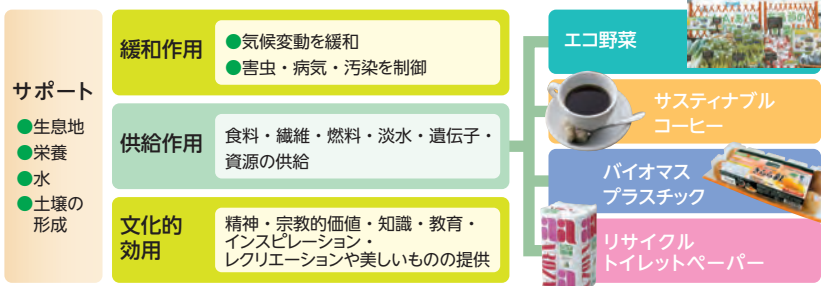 サポート
●生息地
●栄養
●水
●土壌の
形成
緩和作用
●気候変動を緩和
●害虫・病気・汚染を制御
供給作用
食料・繊維・燃料・淡水・遺伝子・
資源の供給
文化的
効用
精神・宗教的価値・知識・教育・
インスピレーション・
レクリエーションや美しいものの提供
エコ野菜
サスティナブル
コーヒー
バイオマス
プラスチック
リサイクル
トイレットペーパー